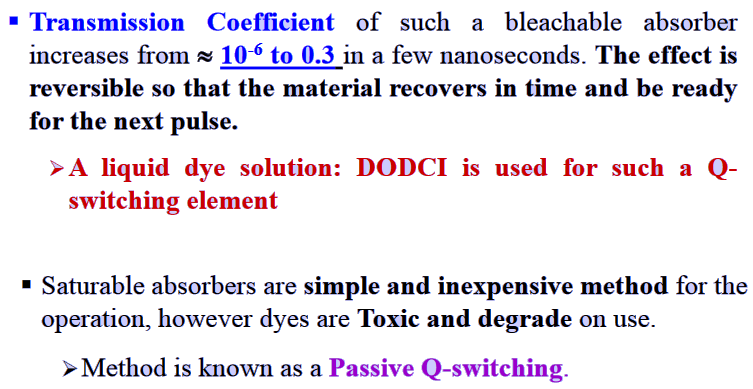 ▪ Transmission Coefficient of such a bleachable absorber
increases from ≈ 10⁻⁶ to 0.3 in a few nanoseconds. The effect is
reversible so that the material recovers in time and be ready
for the next pulse.
➢A liquid dye solution: DODCI is used for such a Q-
switching element
▪ Saturable absorbers are simple and inexpensive method for the
operation, however dyes are Toxic and degrade on use.
➢Method is known as a Passive Q-switching.